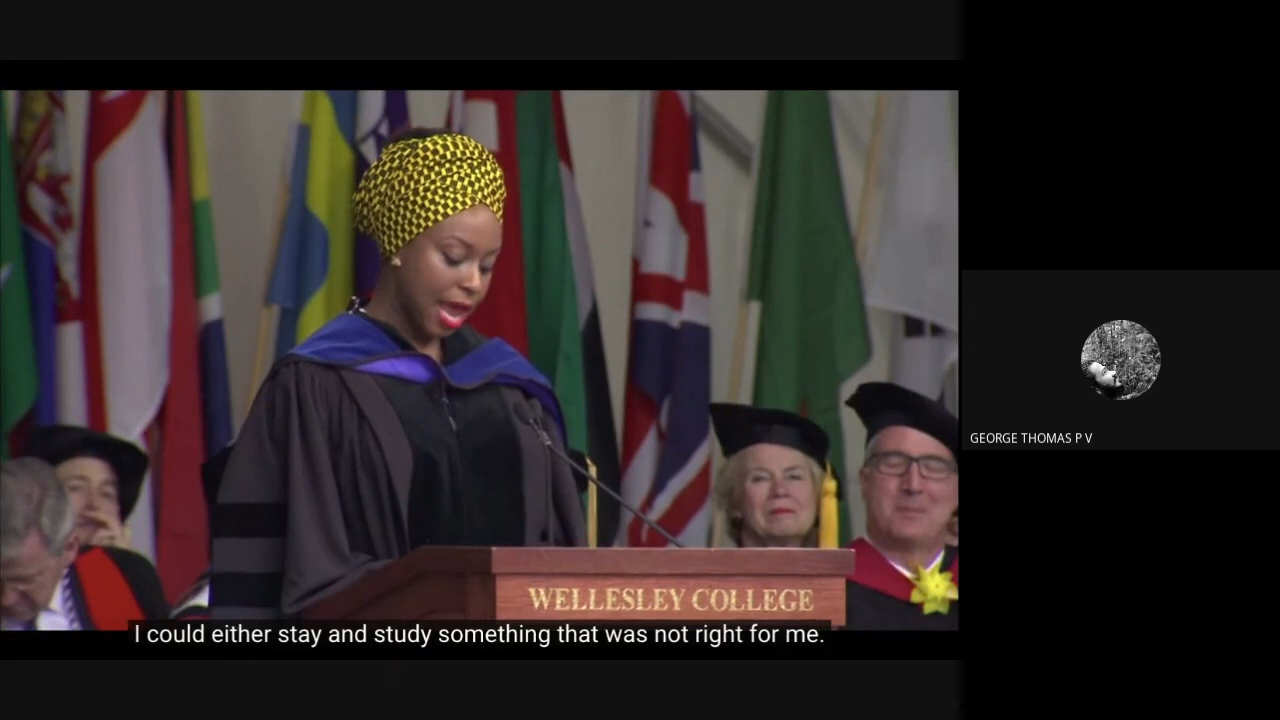 WELLESLEY COLLEGE
I could either stay and study something that was not right for me.
GEORGE THOMAS P V